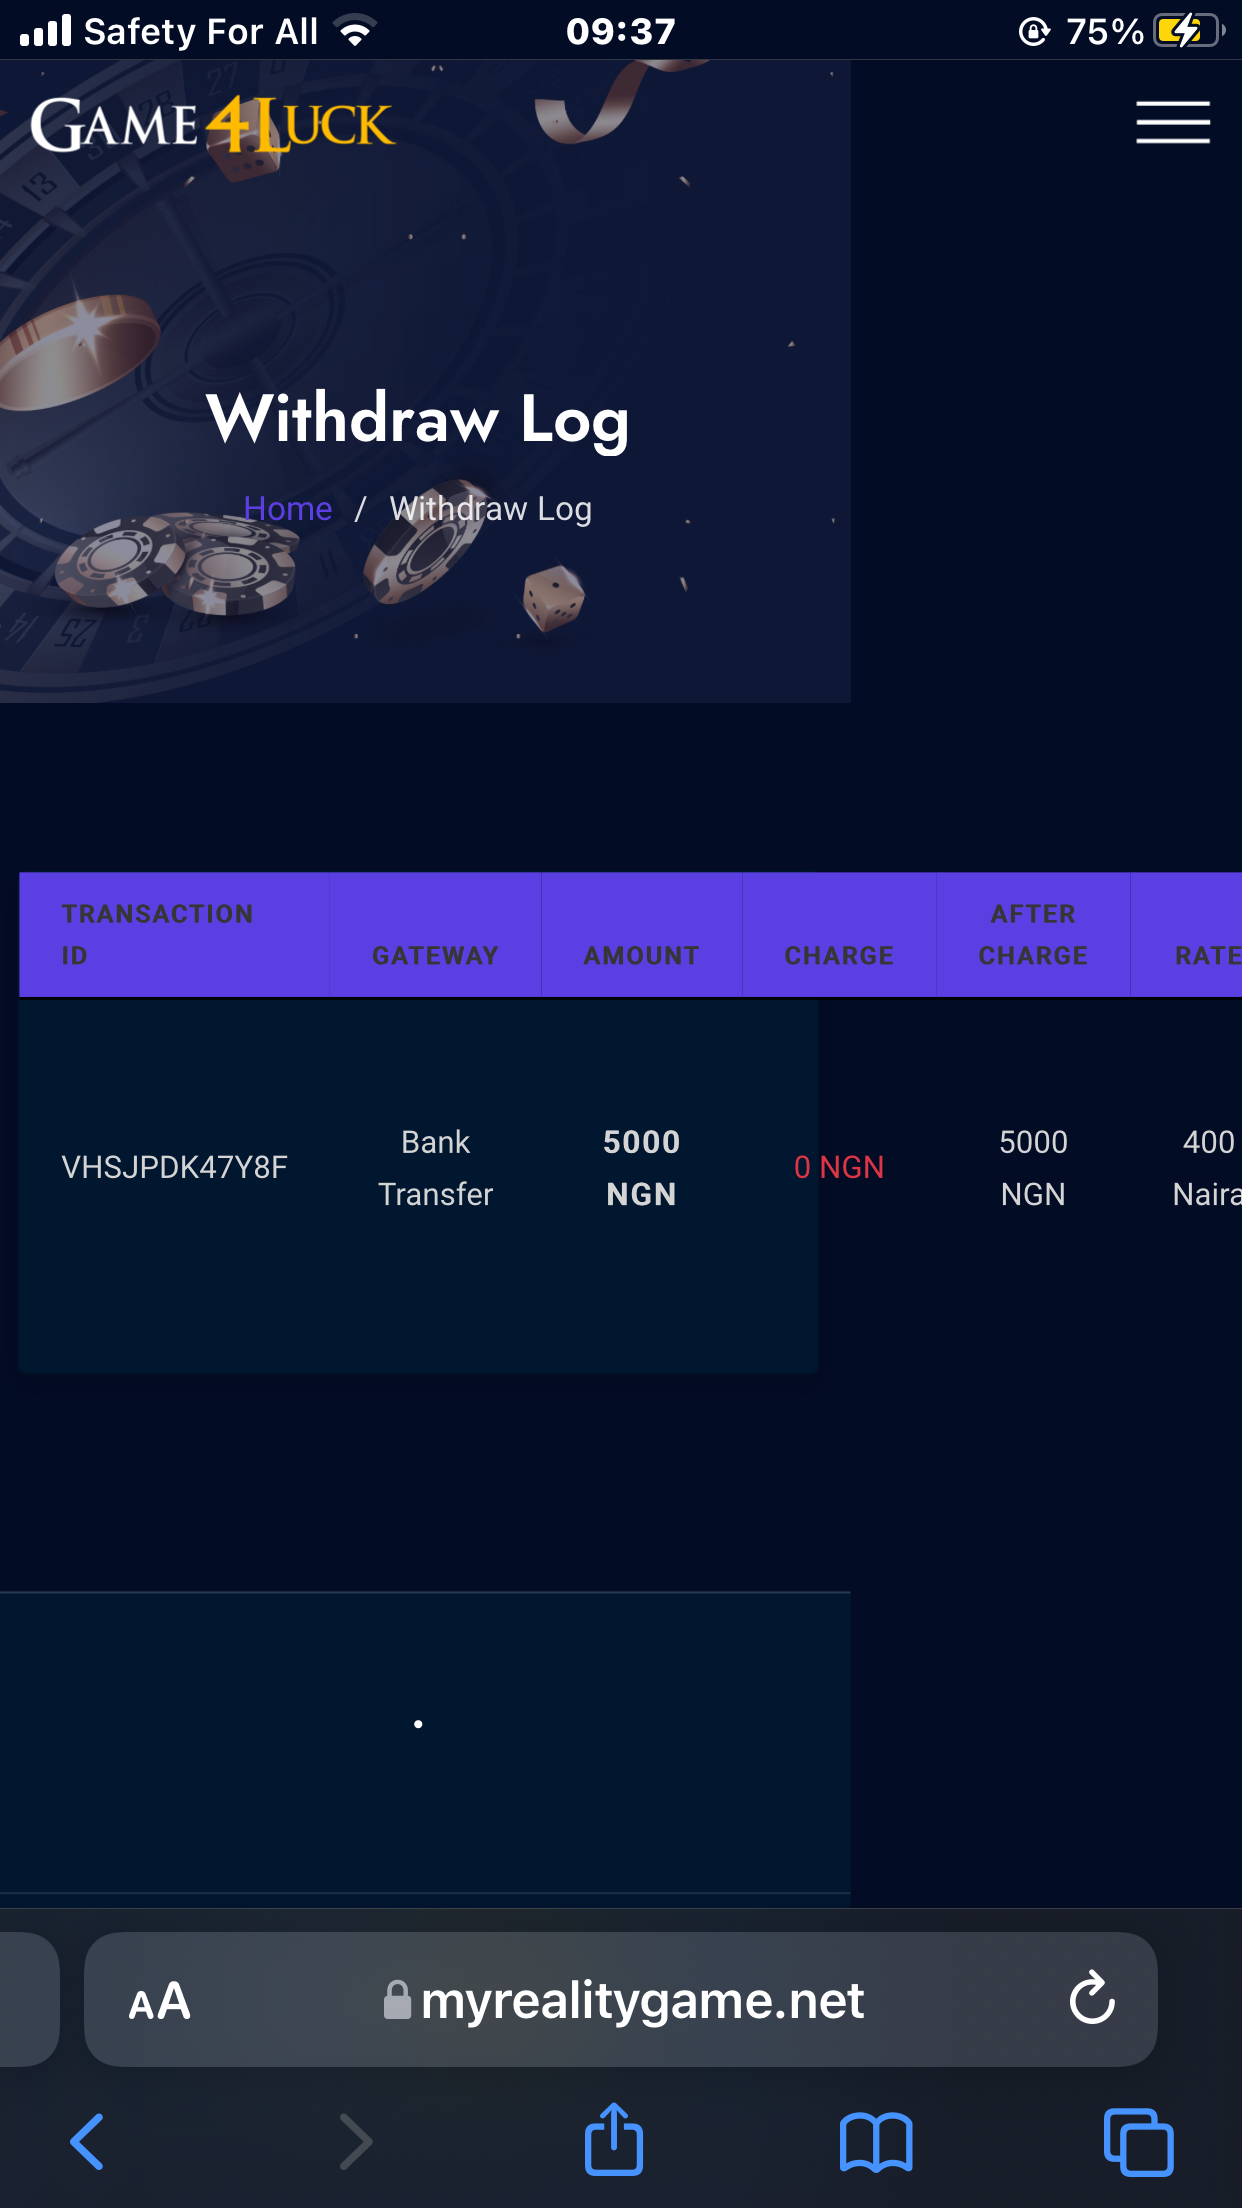 Safety For All 09:37 75%
GAME4LUCK
Withdraw Log
Home / Withdraw Log
TRANSACTION ID GATEWAY AMOUNT CHARGE AFTER CHARGE RATE
VHSJPDK47Y8F Bank Transfer 5000 NGN 0 NGN 5000 NGN 400 Naira
AA myrealitygame.net